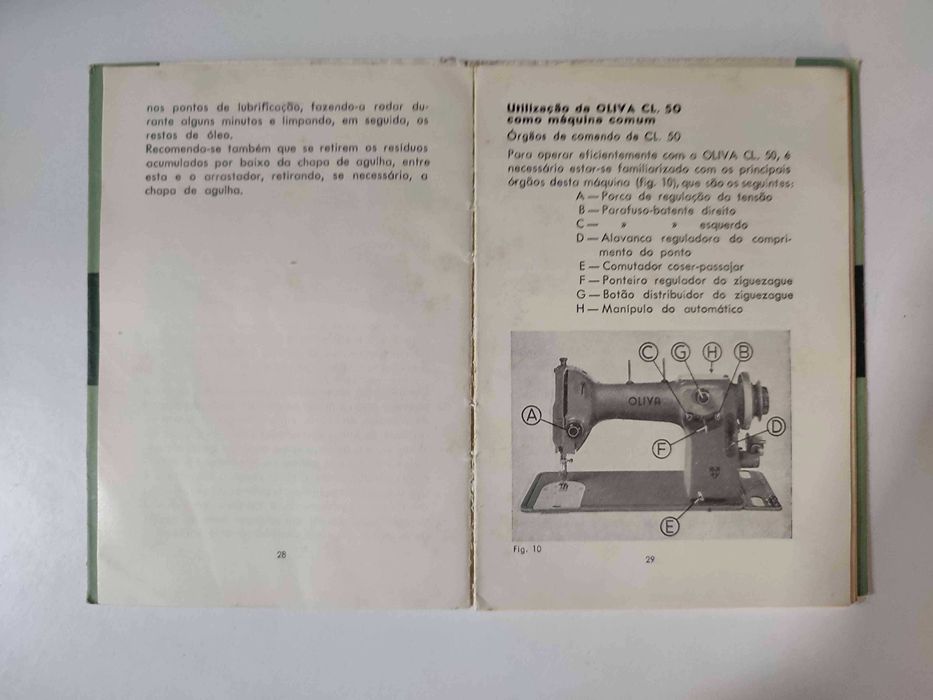 nos pontos de lubrificação, fazendo-a rodar du-
rante alguns minutos e limpando, em seguida, os
restos de óleo.
Recomenda-se também que se retirem os resíduos
acumulados por baixo da chapa de agulha, entre
esta e o arrastador, retirando, se necessário, a
chapa de agulha.
28
Utilização da OLIVA CL. 50
como máquina comum
Órgãos de comando da CL. 50
Para operar eficientemente com a OLIVA CL. 50, é
necessário estar-se familiarizado com os principais
órgãos desta máquina (fig. 10), que são os seguintes:
A — Porca de regulação da tensão
B — Parafuso-batente direito
C — » » esquerdo
D — Alavanca reguladora do compri-
mento do ponto
E — Comutador coser-passajar
F — Ponteiro regulador do ziguezague
G — Botão distribuidor do ziguezague
H — Manípulo do automático
C G H B
OLIVA
A
D
F
E
Fig. 10
29